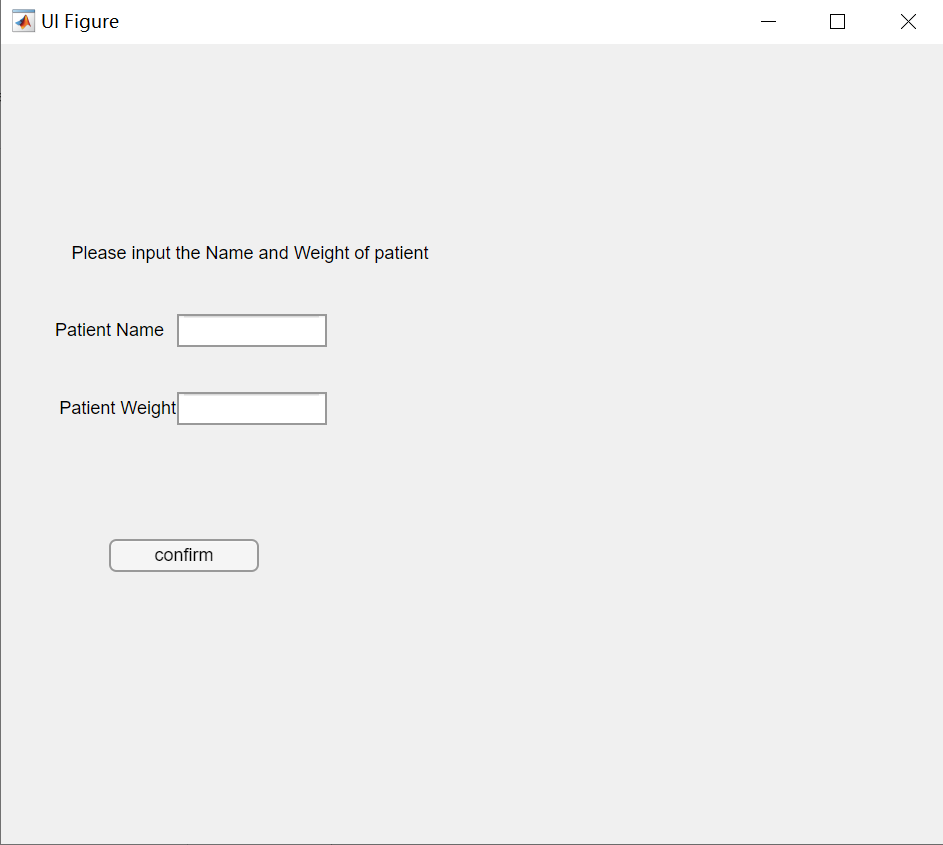 UI Figure
Please input the Name and Weight of patient
Patient Name
Patient Weight
confirm